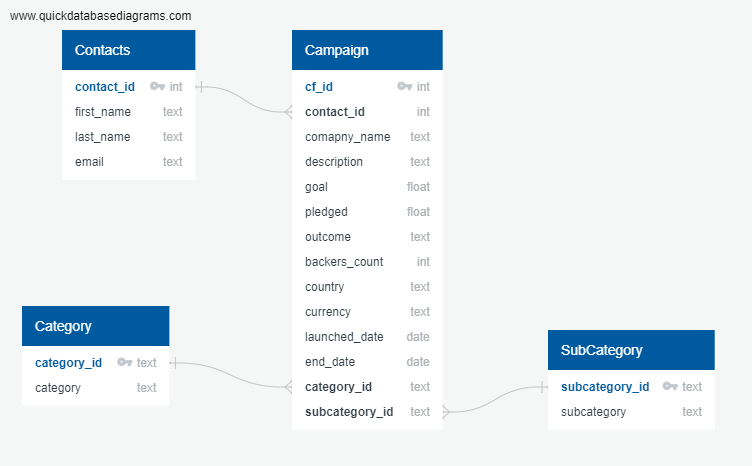 www.quickdatabasediagrams.com
Contacts
contact_id int
first_name text
last_name text
email text
Campaign
cf_id int
contact_id int
comapny_name text
description text
goal float
pledged float
outcome text
backers_count int
country text
currency text
launched_date date
end_date date
category_id text
subcategory_id text
Category
category_id text
category text
SubCategory
subcategory_id text
subcategory text